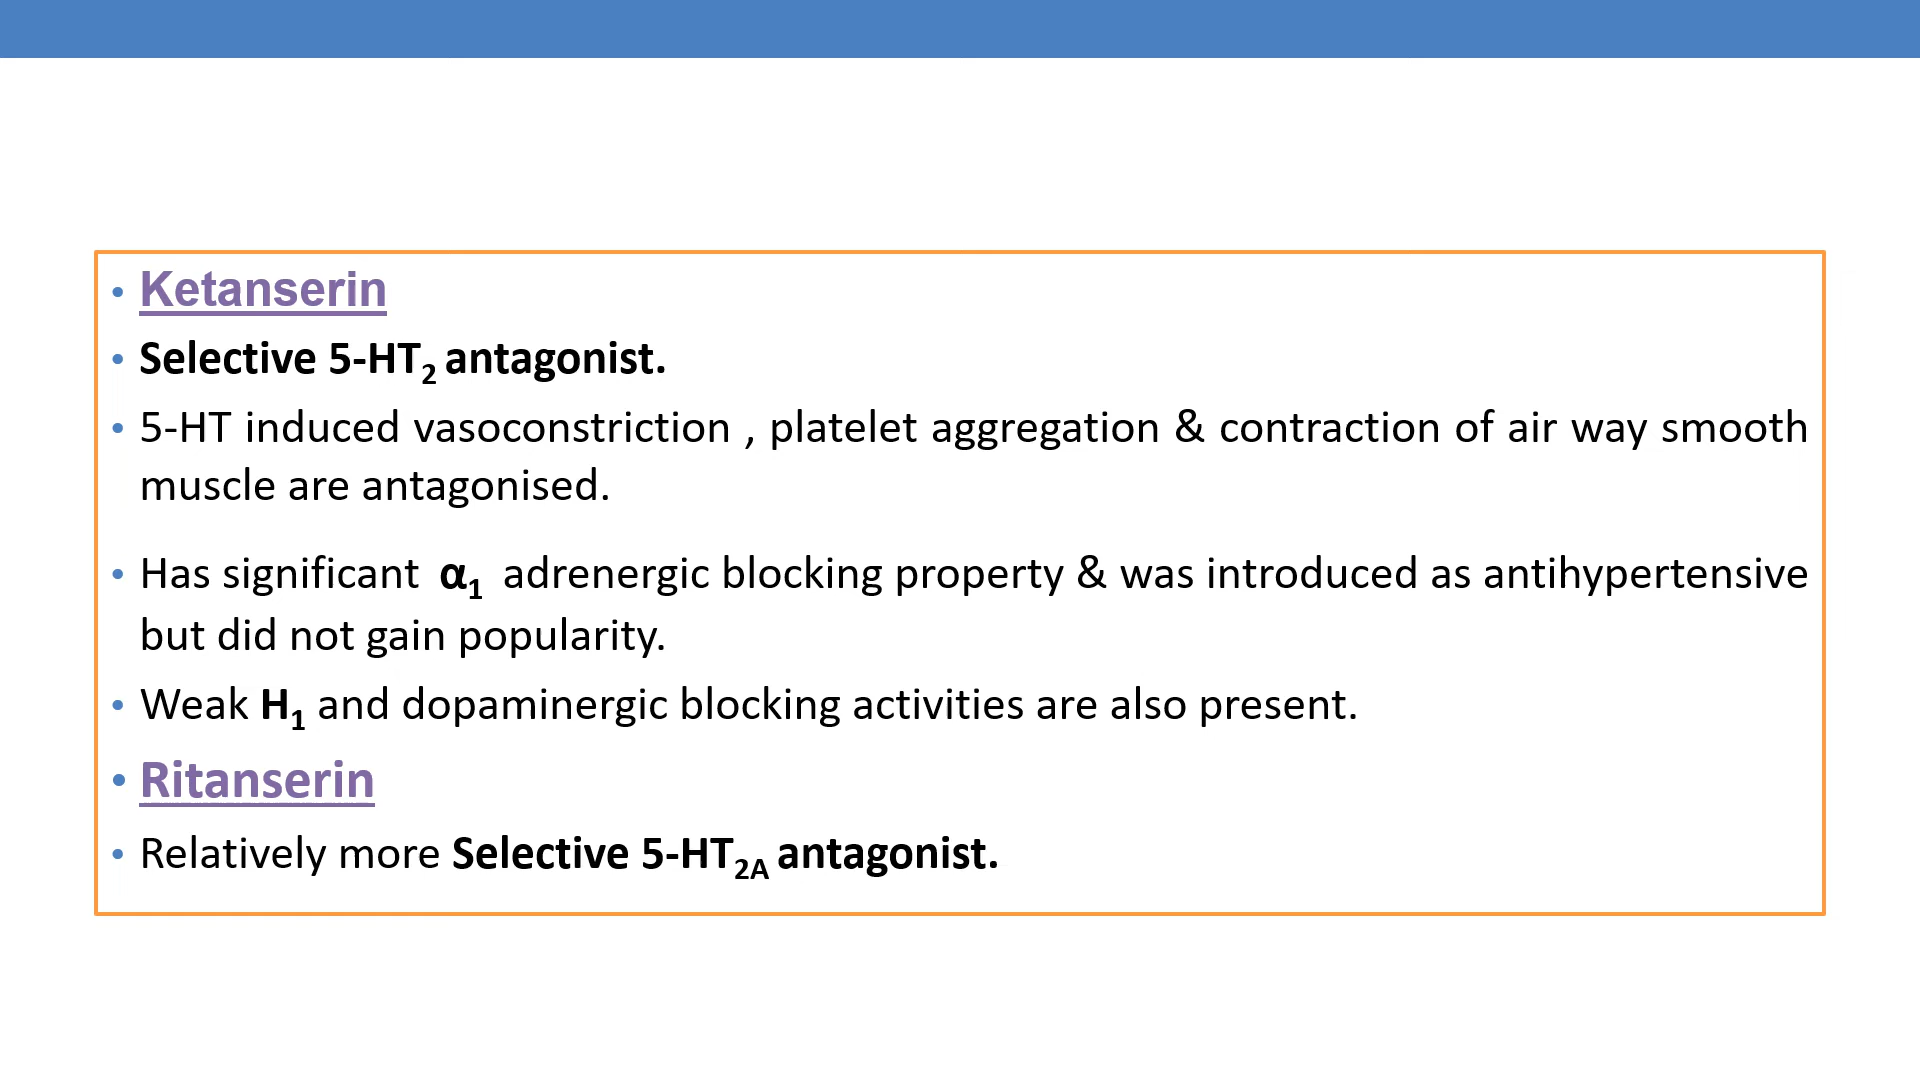 • Ketanserin
• Selective 5-HT₂ antagonist.
• 5-HT induced vasoconstriction , platelet aggregation & contraction of air way smooth
muscle are antagonised.
• Has significant α₁ adrenergic blocking property & was introduced as antihypertensive
but did not gain popularity.
• Weak H₁ and dopaminergic blocking activities are also present.
• Ritanserin
• Relatively more Selective 5-HT2A antagonist.